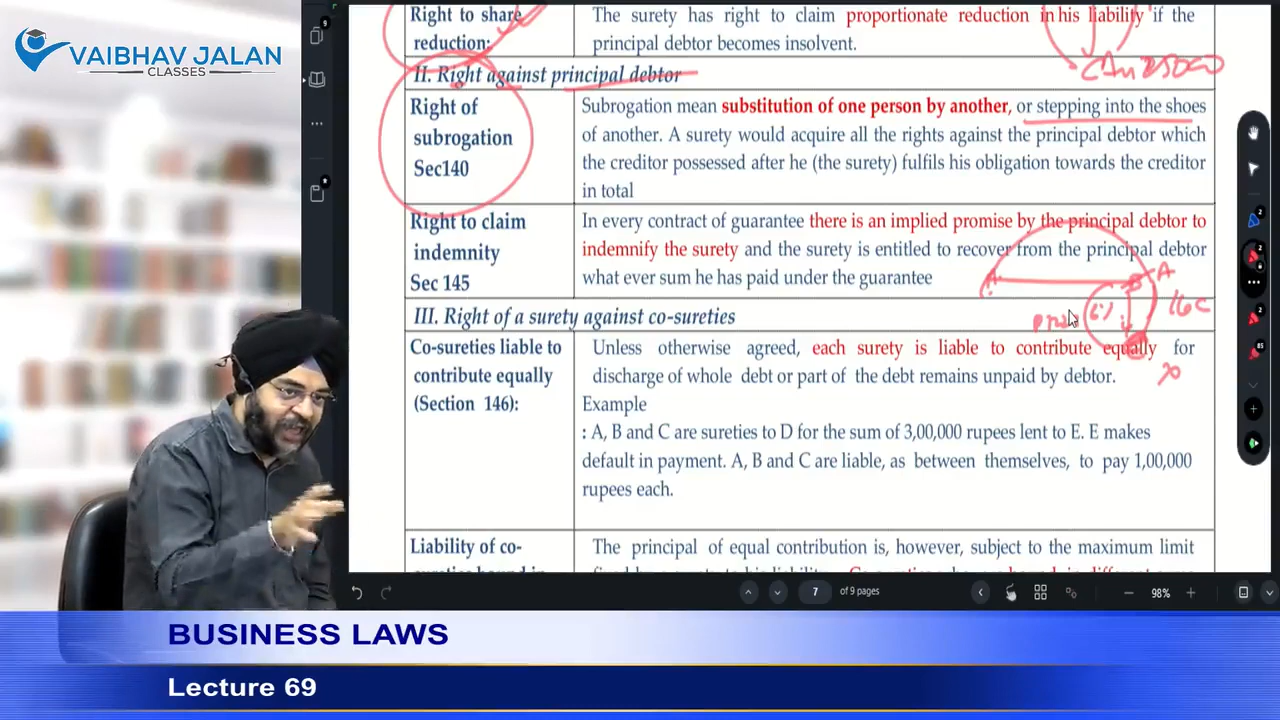 VAIBHAV JALAN
CLASSES
Right to share
reduction:
The surety has right to claim proportionate reduction in his liability if the
principal debtor becomes insolvent.
II. Right against principal debtor
Right of
subrogation
Sec140
Subrogation mean substitution of one person by another, or stepping into the shoes
of another. A surety would acquire all the rights against the principal debtor which
the creditor possessed after he (the surety) fulfils his obligation towards the creditor
in total
Right to claim
indemnity
Sec 145
In every contract of guarantee there is an implied promise by the principal debtor to
indemnify the surety and the surety is entitled to recover from the principal debtor
what ever sum he has paid under the guarantee
A
III. Right of a surety against co-sureties
Co-sureties liable to
contribute equally
(Section 146):
Unless otherwise agreed, each surety is liable to contribute equally for
discharge of whole debt or part of the debt remains unpaid by debtor.
Example
: A, B and C are sureties to D for the sum of 3,00,000 rupees lent to E. E makes
default in payment. A, B and C are liable, as between themselves, to pay 1,00,000
rupees each.
Liability of co-
The principal of equal contribution is, however, subject to the maximum limit
7 of 9 pages
98%
BUSINESS LAWS
Lecture 69